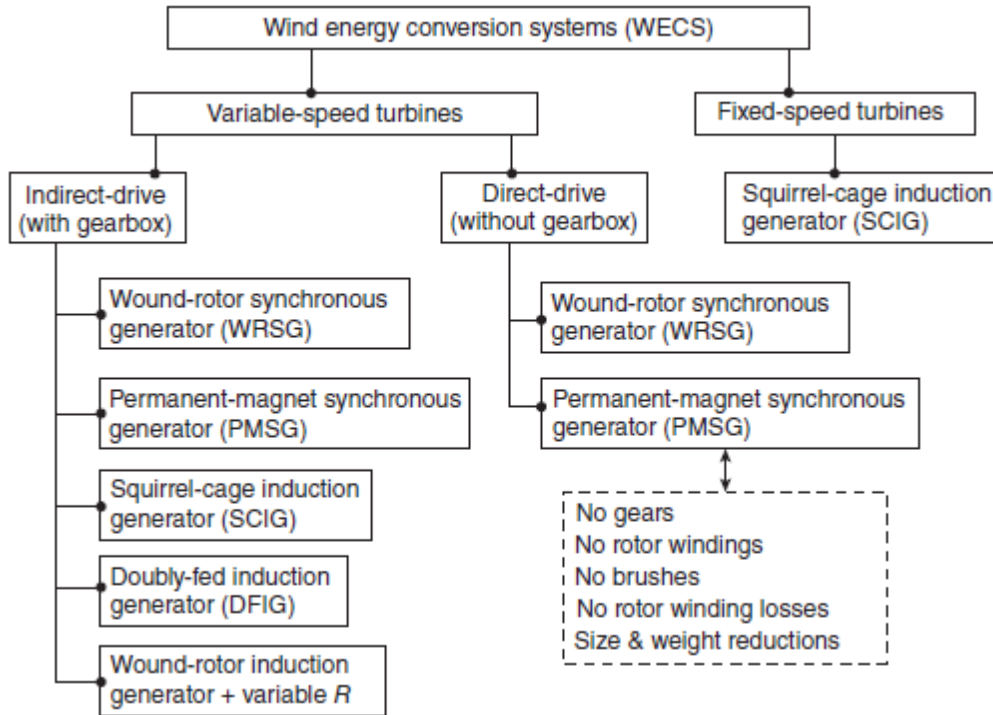 Wind energy conversion systems (WECS)
Variable-speed turbines
Fixed-speed turbines
Indirect-drive
(with gearbox)
Direct-drive
(without gearbox)
Squirrel-cage induction
generator (SCIG)
Wound-rotor synchronous
generator (WRSG)
Permanent-magnet synchronous
generator (PMSG)
Squirrel-cage induction
generator (SCIG)
Doubly-fed induction
generator (DFIG)
Wound-rotor induction
generator + variable R
Wound-rotor synchronous
generator (WRSG)
Permanent-magnet synchronous
generator (PMSG)
No gears
No rotor windings
No brushes
No rotor winding losses
Size & weight reductions